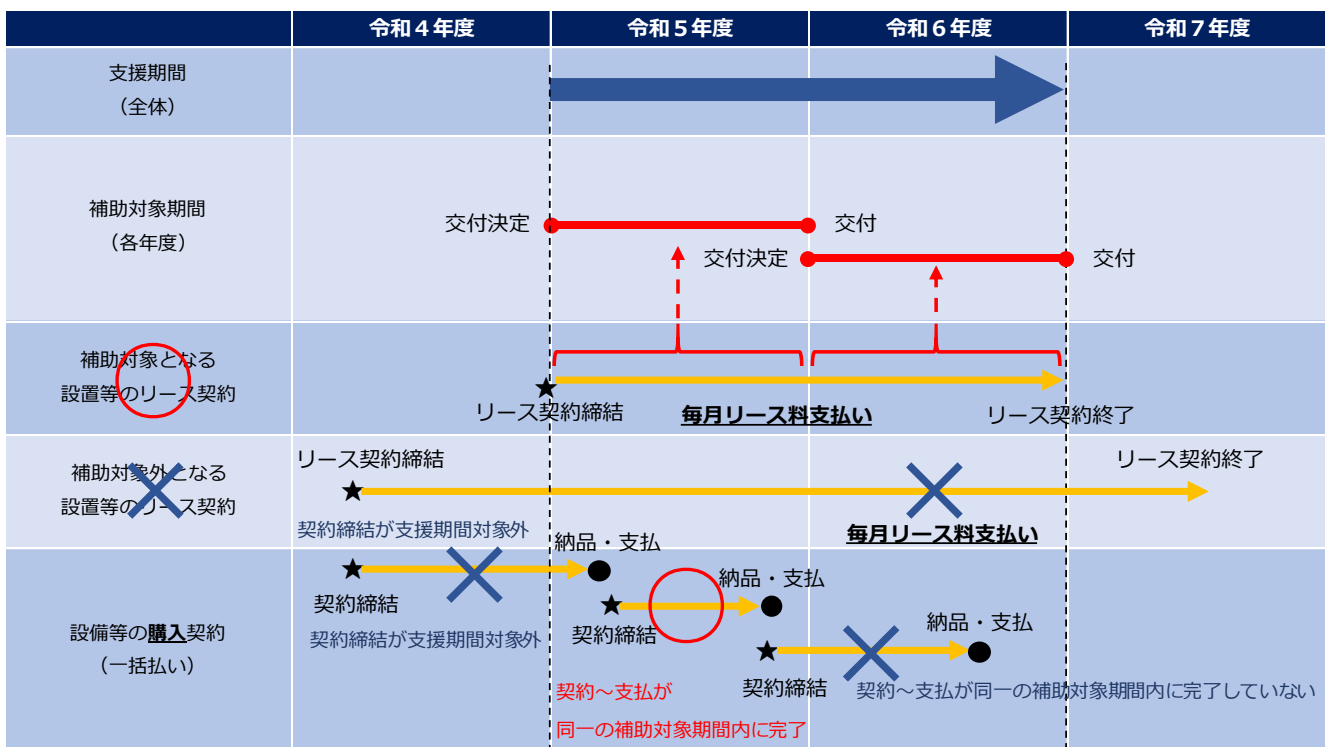 令和４年度
令和５年度
令和６年度
令和７年度
支援期間
（全体）
補助対象期間
（各年度）
交付決定
交付
交付決定
交付
補助対象となる
設置等のリース契約
リース契約締結
毎月リース料支払い
リース契約終了
補助対象外となる
設置等のリース契約
リース契約締結
リース契約終了
契約締結が支援期間対象外
毎月リース料支払い
設備等の購入契約
（一括払い）
契約締結
納品・支払
契約締結が支援期間対象外
納品・支払
契約締結
契約～支払が
同一の補助対象期間内に完了
納品・支払
契約締結
契約～支払が同一の補助対象期間内に完了していない